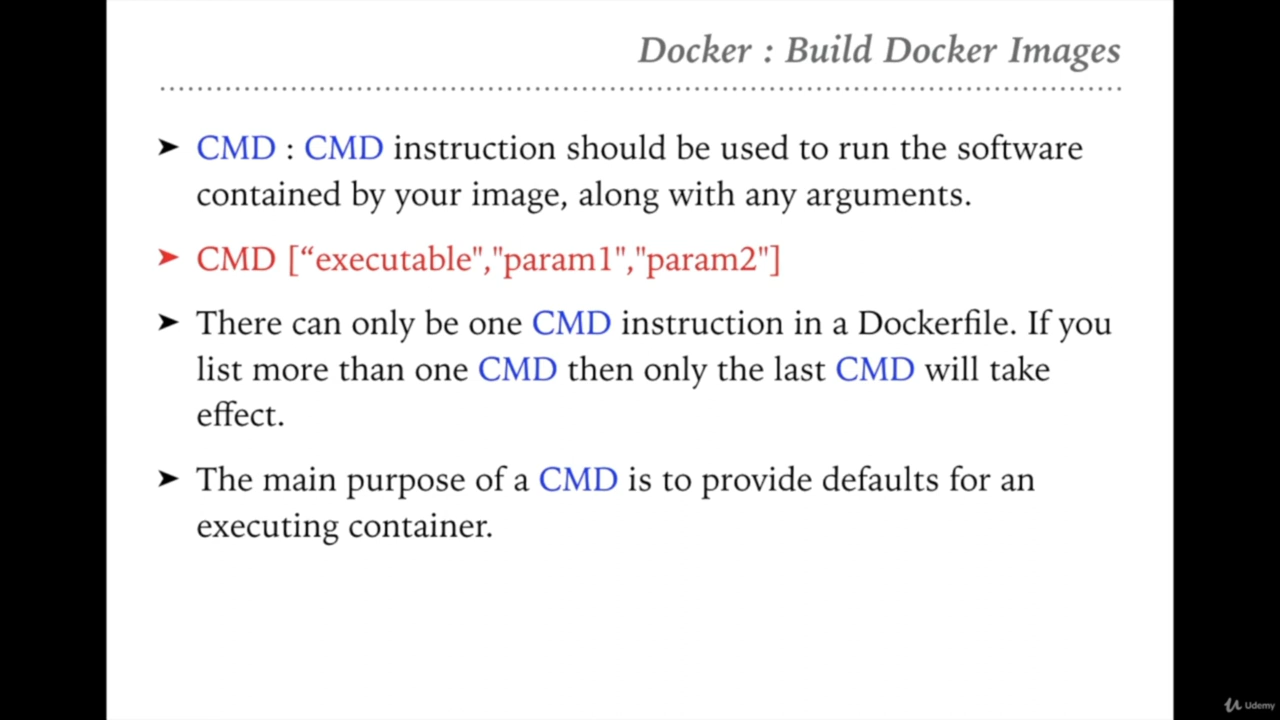 Docker : Build Docker Images
➤ CMD : CMD instruction should be used to run the software
contained by your image, along with any arguments.
➤ CMD [“executable","param1","param2"]
➤ There can only be one CMD instruction in a Dockerfile. If you
list more than one CMD then only the last CMD will take
effect.
➤ The main purpose of a CMD is to provide defaults for an
executing container.
Udemy